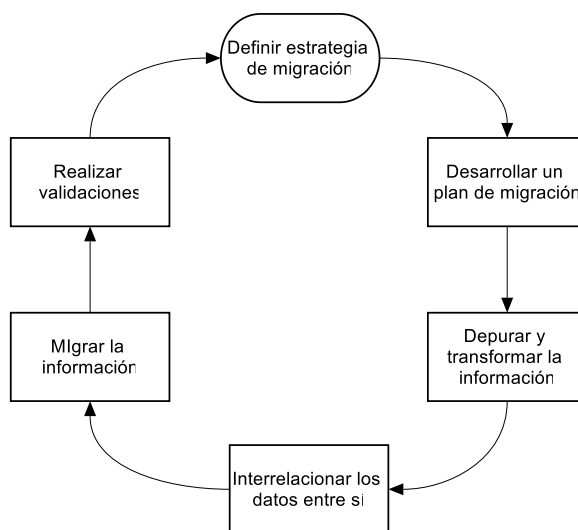 Definir estrategia
de migración
Desarrollar un
plan de migración
Depurar y
transformar la
información
Interrelacionar los
datos entre sí
MIgrar la
información
Realizar
validaciones